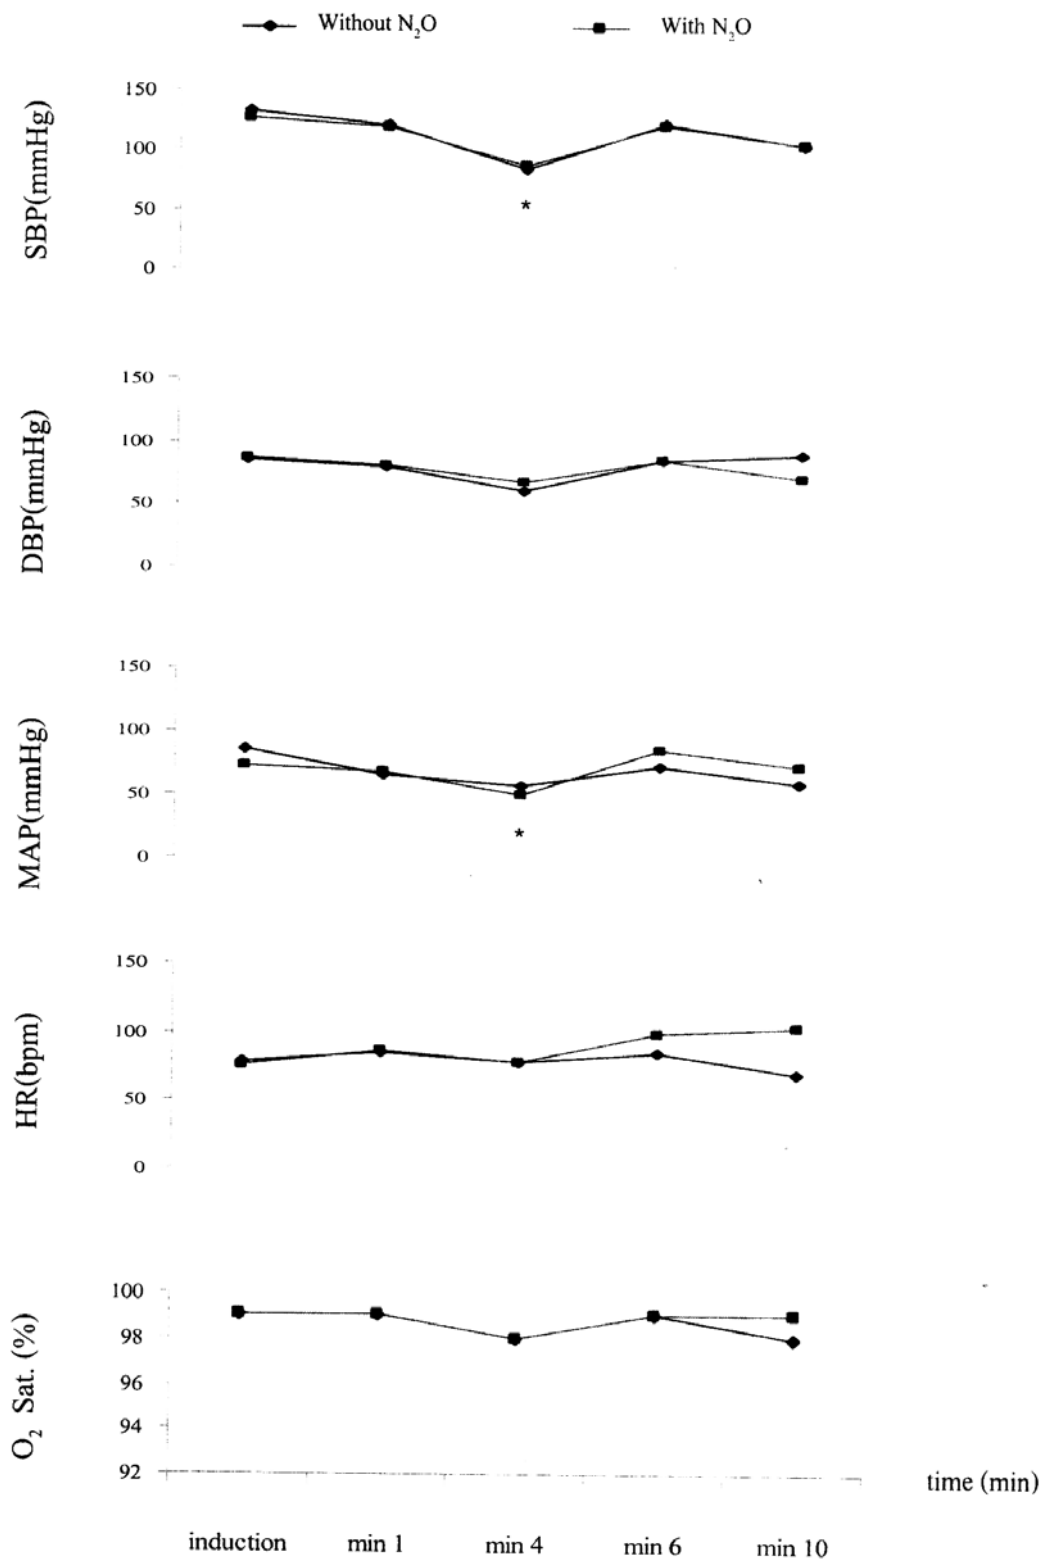 Without N₂O With N₂O
SBP(mmHg)
150
100
50
0
*
DBP(mmHg)
150
100
50
0
MAP(mmHg)
150
100
50
0
*
HR(bpm)
150
100
50
0
O₂ Sat. (%)
100
98
96
94
92
time (min)
induction min 1 min 4 min 6 min 10